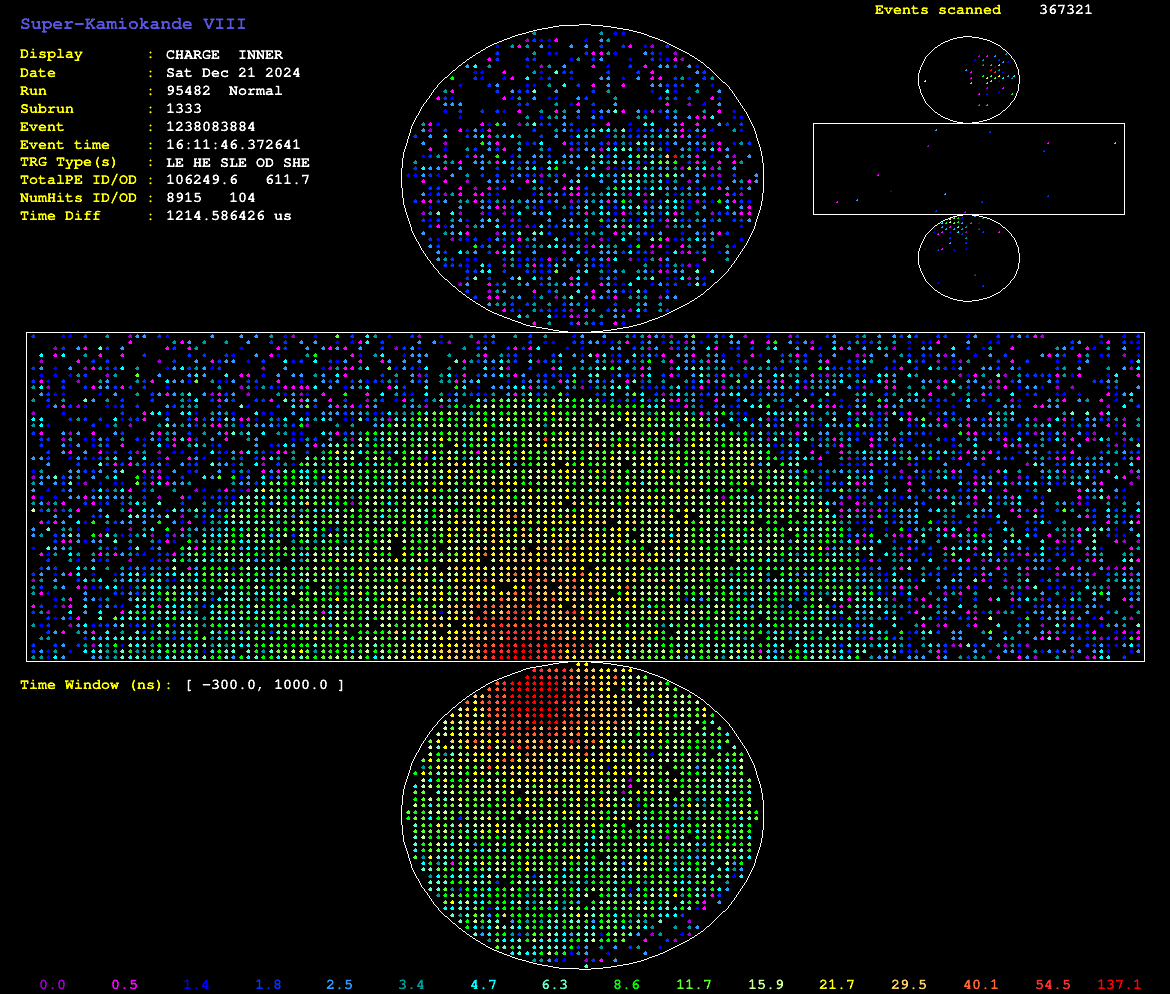 Super-Kamiokande VIII
Events scanned 367321
Display : CHARGE INNER
Date : Sat Dec 21 2024
Run : 95482 Normal
Subrun : 1333
Event : 1238083884
Event time : 16:11:46.372641
TRG Type(s) : LE HE SLE OD SHE
TotalPE ID/OD : 106249.6 611.7
NumHits ID/OD : 8915 104
Time Diff : 1214.586426 us
Time Window (ns): [ −300.0, 1000.0 ]
0.0 0.5 1.4 1.8 2.5 3.4 4.7 6.3 8.6 11.7 15.9 21.7 29.5 40.1 54.5 137.1